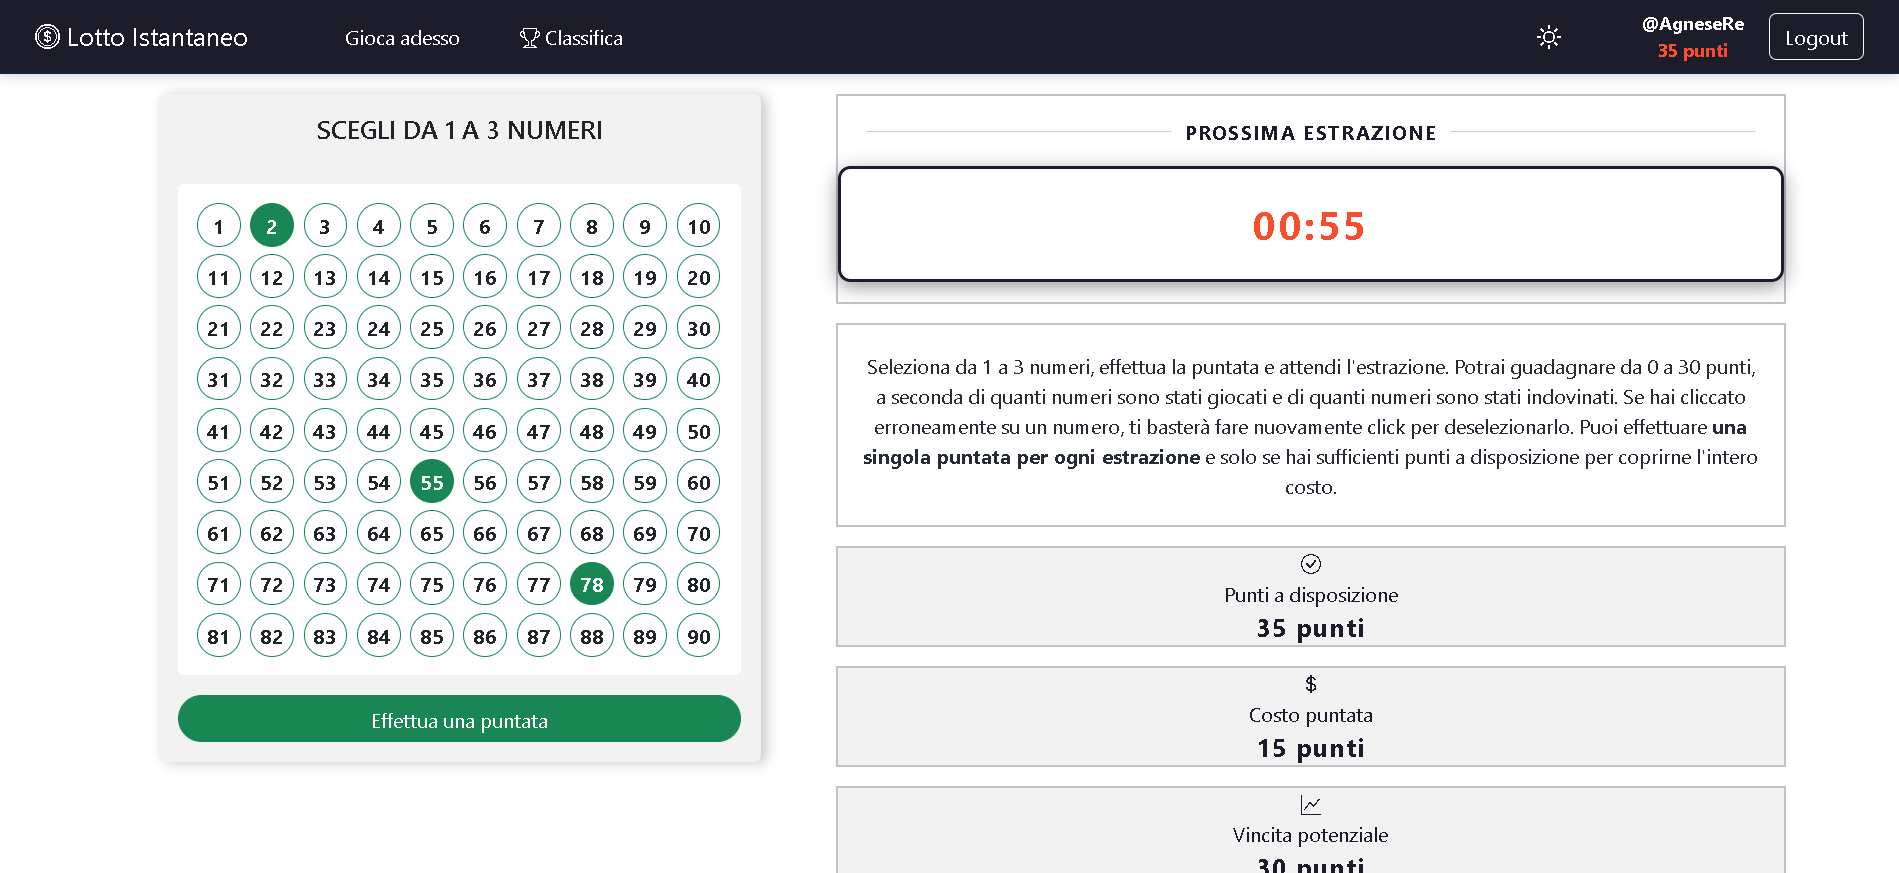 Lotto Istantaneo
Gioca adesso
Classifica
@AgneseRe
35 punti
Logout
SCEGLI DA 1 A 3 NUMERI
1 2 3 4 5 6 7 8 9 10
11 12 13 14 15 16 17 18 19 20
21 22 23 24 25 26 27 28 29 30
31 32 33 34 35 36 37 38 39 40
41 42 43 44 45 46 47 48 49 50
51 52 53 54 55 56 57 58 59 60
61 62 63 64 65 66 67 68 69 70
71 72 73 74 75 76 77 78 79 80
81 82 83 84 85 86 87 88 89 90
Effettua una puntata
PROSSIMA ESTRAZIONE
00:55
Seleziona da 1 a 3 numeri, effettua la puntata e attendi l'estrazione. Potrai guadagnare da 0 a 30 punti,
a seconda di quanti numeri sono stati giocati e di quanti numeri sono stati indovinati. Se hai cliccato
erroneamente su un numero, ti basterà fare nuovamente click per deselezionarlo. Puoi effettuare una
singola puntata per ogni estrazione e solo se hai sufficienti punti a disposizione per coprirne l'intero
costo.
Punti a disposizione
35 punti
$
Costo puntata
15 punti
Vincita potenziale
30 punti